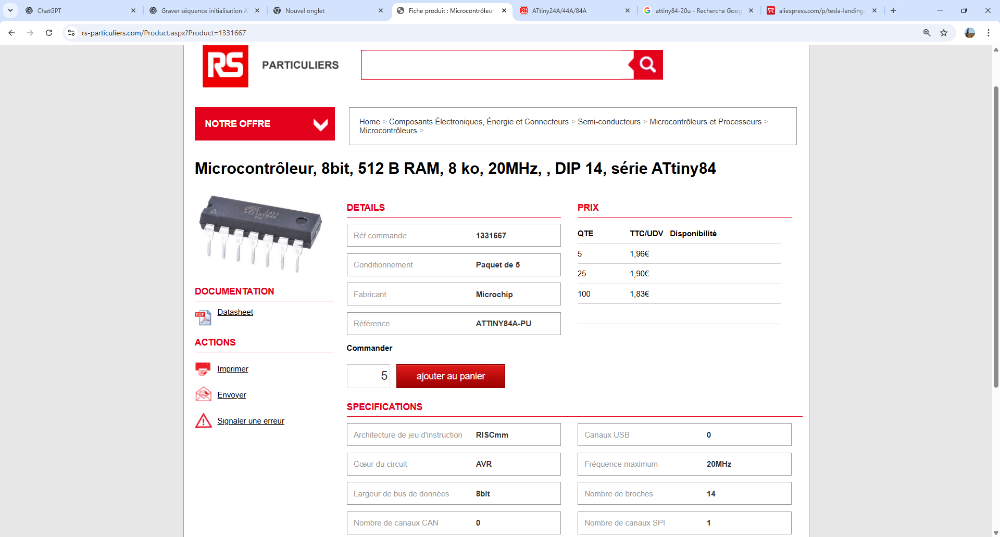 ChatGPT
Graver séquence initialisation A
Nouvel onglet
Fiche produit : Microcontrôleur
ATtiny24A/44A/84A
attiny84-20u - Recherche Goog
aliexpress.com/p/tesla-landing/
rs-particuliers.com/Product.aspx?Product=1331667
RS
PARTICULIERS
NOTRE OFFRE
Home > Composants Électroniques, Énergie et Connecteurs > Semi-conducteurs > Microcontrôleurs et Processeurs >
Microcontrôleurs >
Microcontrôleur, 8bit, 512 B RAM, 8 ko, 20MHz, , DIP 14, série ATtiny84
ATMEL 1411
ATTINY84A
PU
DOCUMENTATION
PDF
Datasheet
ACTIONS
Imprimer
Envoyer
Signaler une erreur
DETAILS
Réf commande 1331667
Conditionnement Paquet de 5
Fabricant Microchip
Référence ATTINY84A-PU
Commander
5 ajouter au panier
PRIX
QTE TTC/UDV Disponibilité
5 1,96€
25 1,90€
100 1,83€
SPECIFICATIONS
Architecture de jeu d'instruction RISCmm
Canaux USB 0
Cœur du circuit AVR
Fréquence maximum 20MHz
Largeur de bus de données 8bit
Nombre de broches 14
Nombre de canaux CAN 0
Nombre de canaux SPI 1